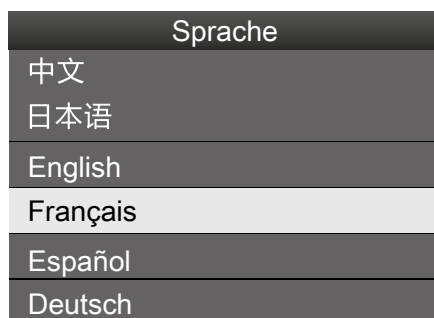 Sprache
中文
日本语
English
Français
Español
Deutsch